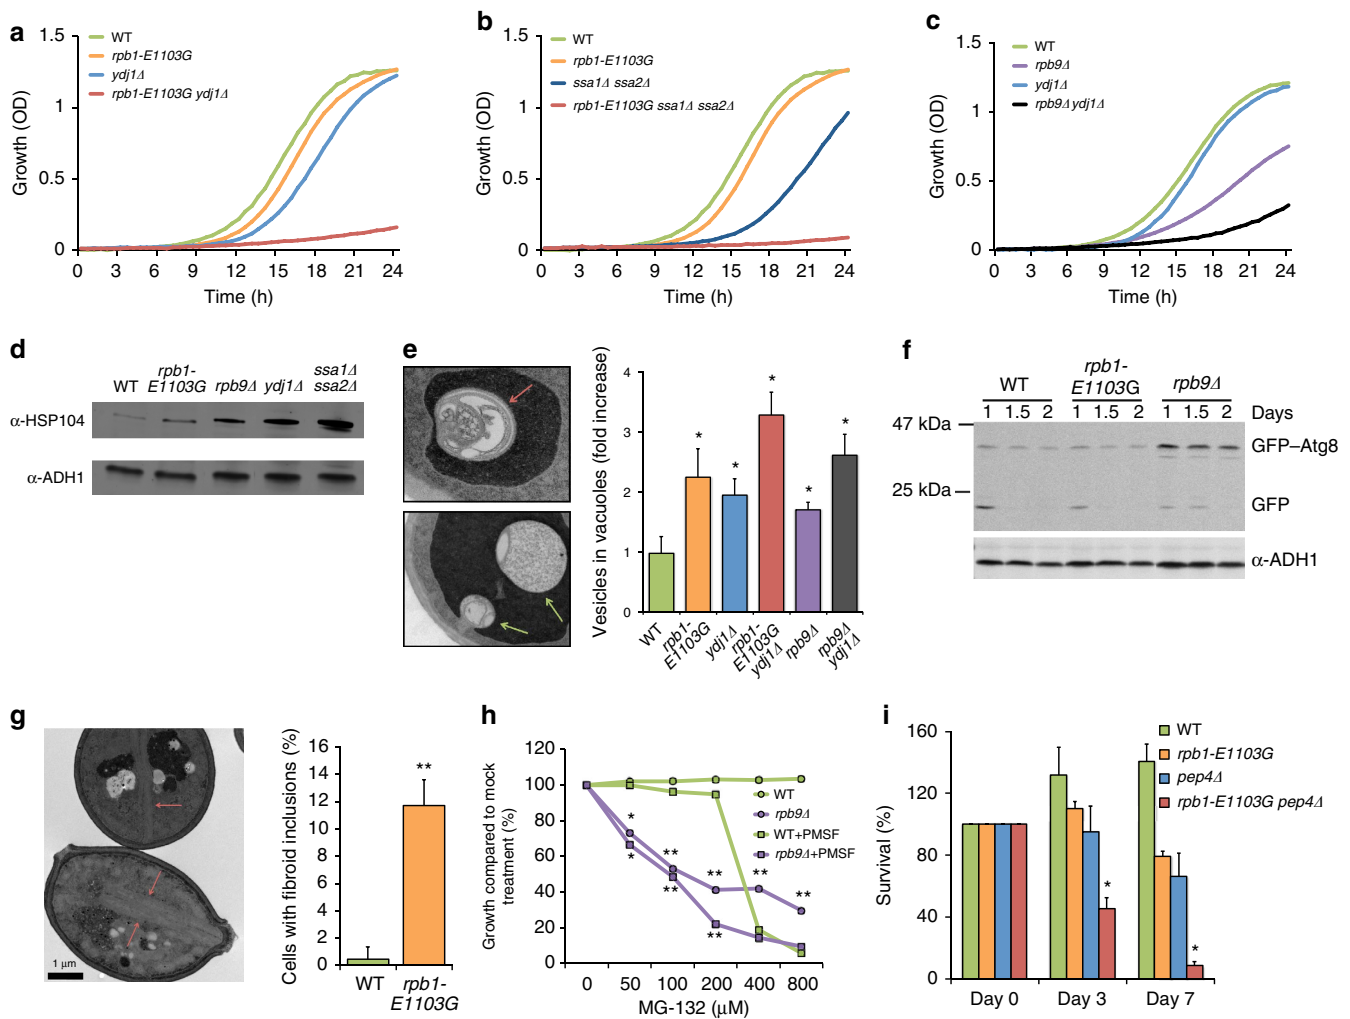 a
1.5
1
0.5
0
Growth (OD)
WT
rpb1-E1103G
ydj1Δ
rpb1-E1103G ydj1Δ
0 3 6 9 12 15 18 21 24
Time (h)
b
1.5
1
0.5
0
Growth (OD)
WT
rpb1-E1103G
ssa1Δ ssa2Δ
rpb1-E1103G ssa1Δ ssa2Δ
0 3 6 9 12 15 18 21 24
Time (h)
c
1.5
1
0.5
0
Growth (OD)
WT
rpb9Δ
ydj1Δ
rpb9Δ ydj1Δ
0 3 6 9 12 15 18 21 24
Time (h)
d
WT
rpb1-
E1103G
rpb9Δ
ydj1Δ
ssa1Δ
ssa2Δ
α-HSP104
α-ADH1
e
Vesicles in vacuoles (fold increase)
4
3
2
1
0
* * * * *
WT
rpb1-
E1103G
ydj1Δ
rpb1-
E1103G
ydj1Δ
rpb9Δ
rpb9Δ
ydj1Δ
f
WT
rpb1-
E1103G
rpb9Δ
1 1.5 2 1 1.5 2 1 1.5 2 Days
47 kDa
25 kDa
GFP–Atg8
GFP
α-ADH1
g
1 μm
Cells with fibroid inclusions (%)
16
14
12
10
8
6
4
2
0
**
WT
rpb1-
E1103G
h
Growth compared to mock
treatment (%)
120
100
80
60
40
20
0
WT
rpb9Δ
WT+PMSF
rpb9Δ+PMSF
* ** ** ** **
* ** **
0 50 100 200 400 800
MG-132 (μM)
i
Survival (%)
160
120
80
40
0
WT
rpb1-E1103G
pep4Δ
rpb1-E1103G pep4Δ
* *
Day 0 Day 3 Day 7